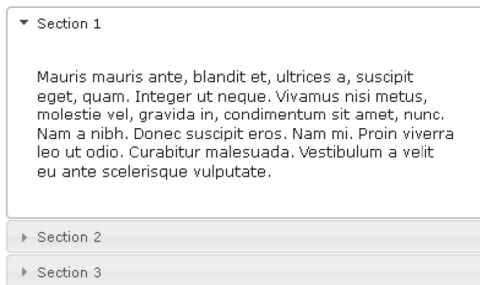 Section 1
Mauris mauris ante, blandit et, ultrices a, suscipit
eget, quam. Integer ut neque. Vivamus nisi metus,
molestie vel, gravida in, condimentum sit amet, nunc.
Nam a nibh. Donec suscipit eros. Nam mi. Proin viverra
leo ut odio. Curabitur malesuada. Vestibulum a velit
eu ante scelerisque vulputate.
Section 2
Section 3